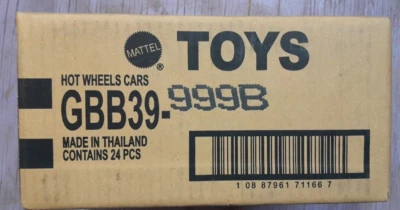 MATTEL
®
TOYS
HOT WHEELS CARS
GBB39-999B
MADE IN THAILAND
CONTAINS 24 PCS
1 08 87961 71166 7